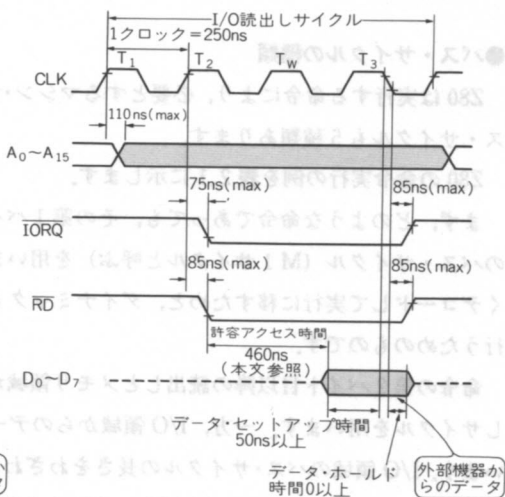 I/O読出しサイクル
1クロック=250ns
T1 T2 TW T3
CLK
110ns(max)
A0~A15
75ns(max)
85ns(max)
IORQ
85ns(max)
85ns(max)
RD
許容アクセス時間
460ns
(本文参照)
D0~D7
データ・セットアップ時間
50ns以上
データ・ホールド
時間0以上
外部機器か
らのデータ